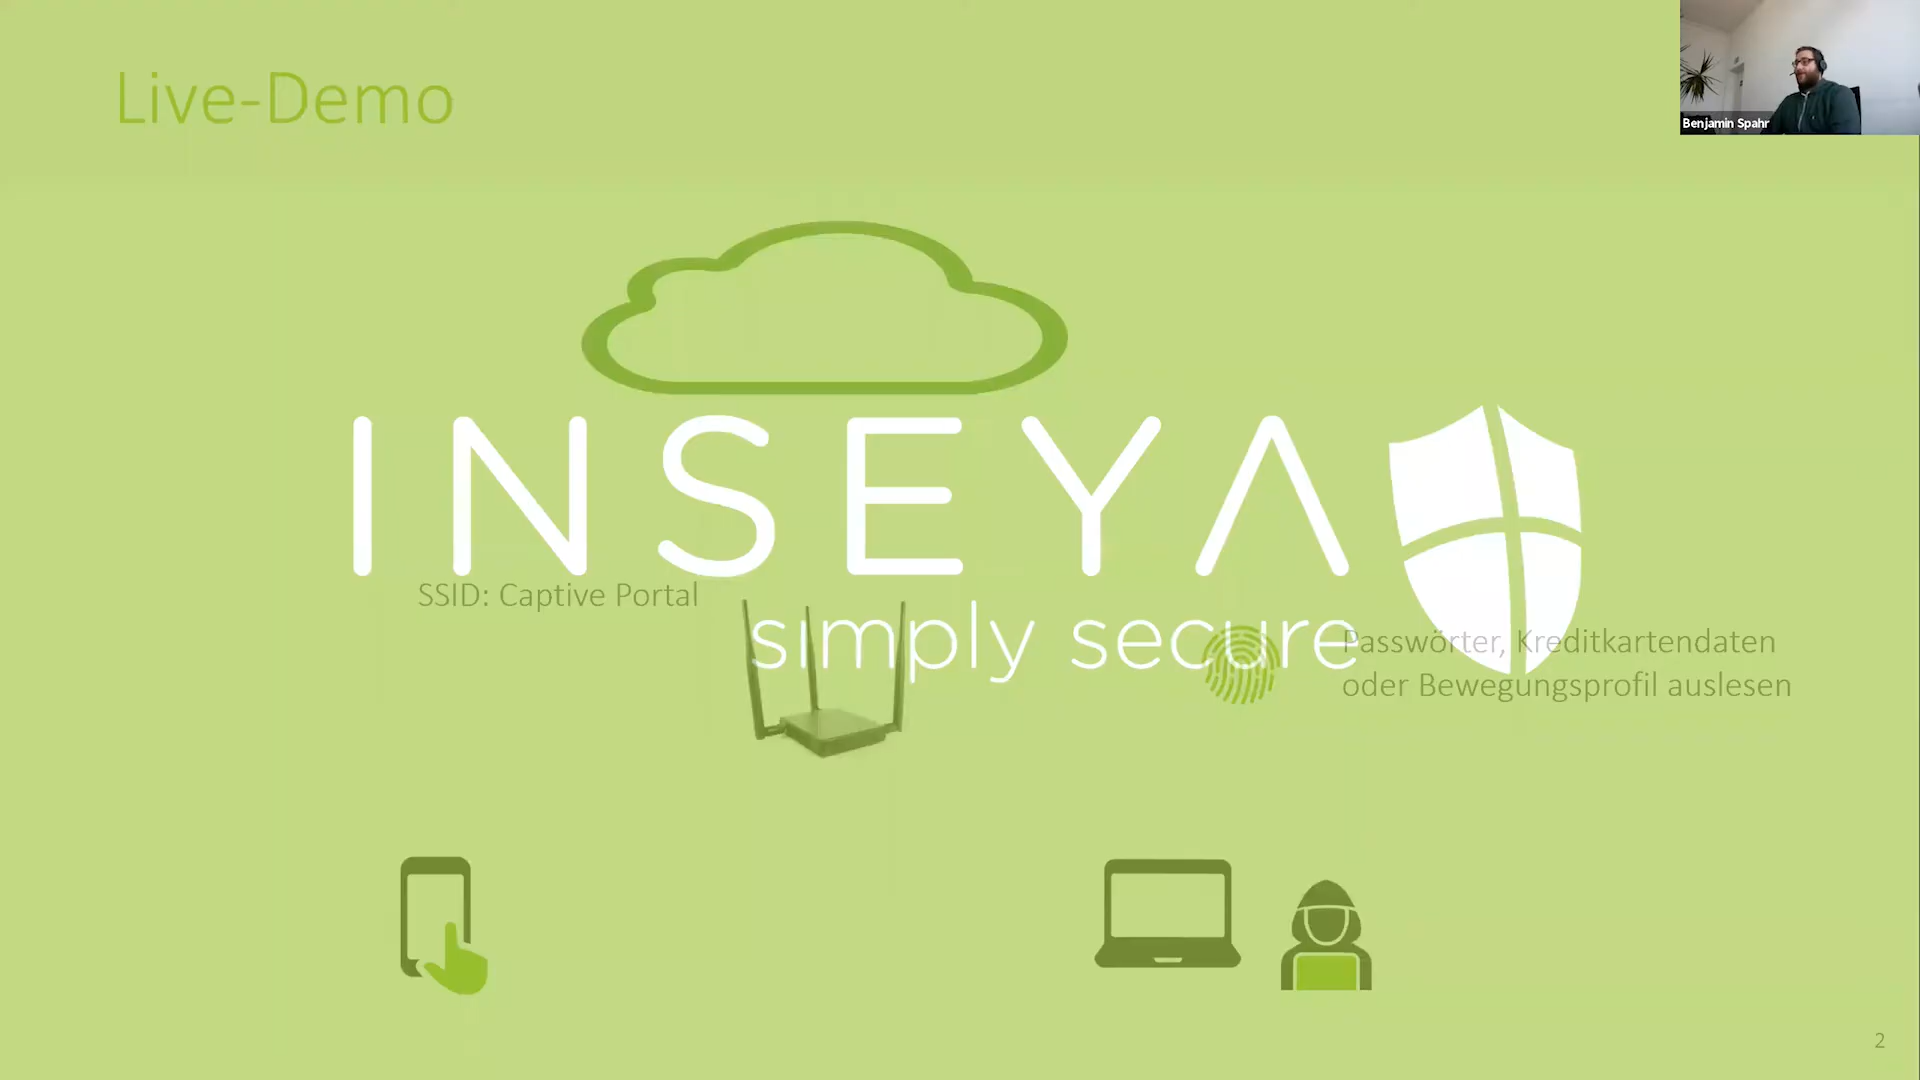 Live-Demo
Benjamin Spahr
INSEYA
SSID: Captive Portal
simply secure
Passwörter, Kreditkartendaten
oder Bewegungsprofil auslesen
2